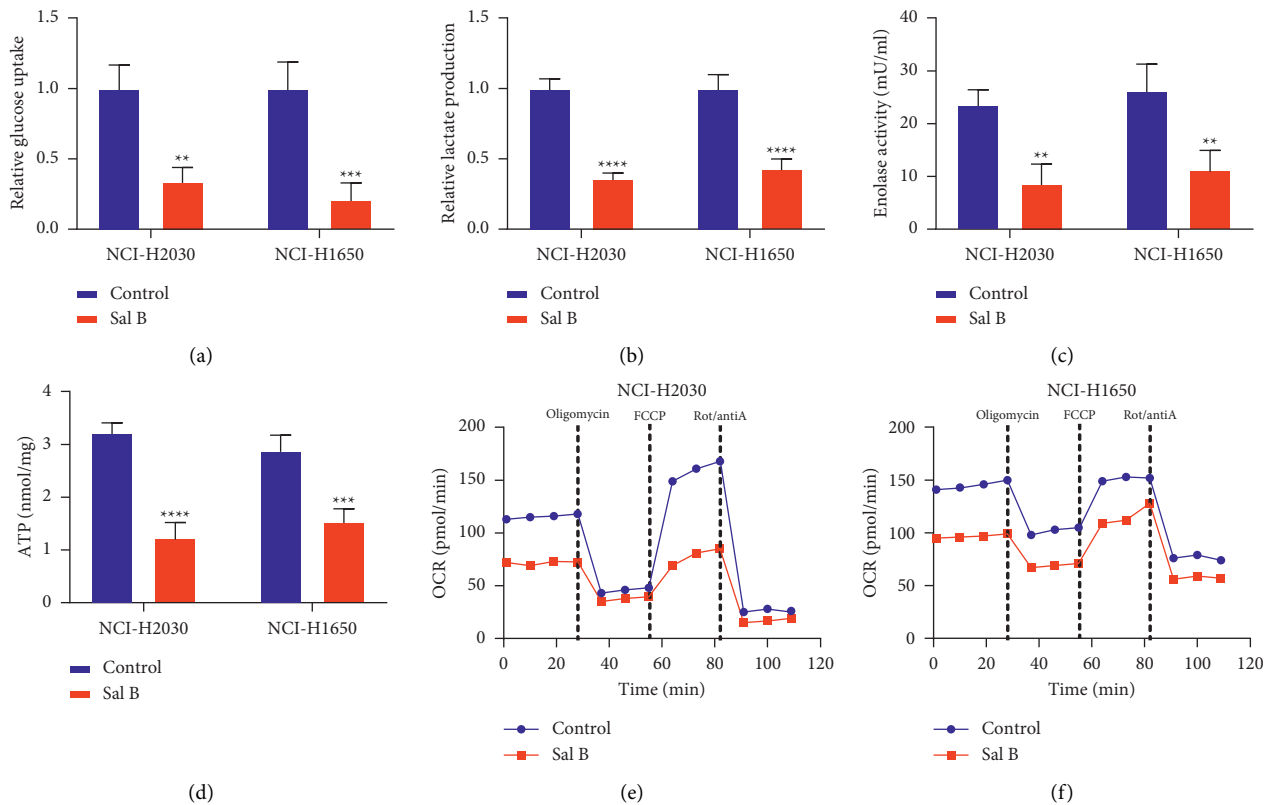 Relative glucose uptake
1.5
1.0
0.5
0.0
**
***
NCI-H2030 NCI-H1650
Control
Sal B
(a)
Relative lactate production
1.5
1.0
0.5
0.0
****
****
NCI-H2030 NCI-H1650
Control
Sal B
(b)
Enolase activity (mU/ml)
40
30
20
10
0
**
**
NCI-H2030 NCI-H1650
Control
Sal B
(c)
ATP (nmol/mg)
4
3
2
1
0
****
***
NCI-H2030 NCI-H1650
Control
Sal B
(d)
NCI-H2030
Oligomycin FCCP Rot/antiA
OCR (pmol/min)
200
150
100
50
0
0 20 40 60 80 100 120
Time (min)
Control
Sal B
(e)
NCI-H1650
Oligomycin FCCP Rot/antiA
OCR (pmol/min)
200
150
100
50
0
0 20 40 60 80 100 120
Time (min)
Control
Sal B
(f)